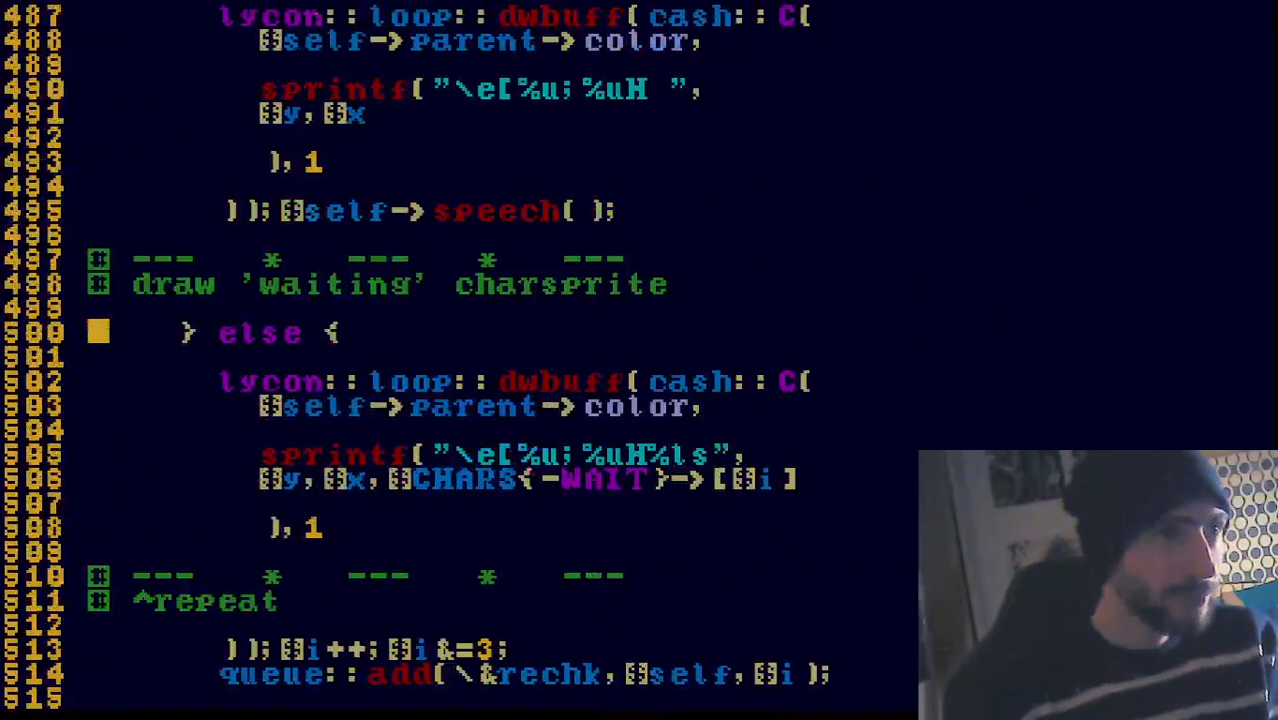 487 lycon::loop::dwbuff( cash::C(
488 $self->parent->color,
489
490 sprintf("\e[%u;%uH ",
491 $y,$x
492
493 ),1
494
495 ));$self->speech( );
496
497 # --- * --- * ---
498 # draw 'waiting' charsprite
499
500 } else {
501
502 lycon::loop::dwbuff( cash::C(
503 $self->parent->color,
504
505 sprintf("\e[%u;%uH%ls",
506 $y,$x,$CHARS{-WAIT}->[$i]
507
508 ),1
509
510 # --- * --- * ---
511 # ^repeat
512
513 ));$i++;$i&=3;
514 queue::add(\&rechk,$self,$i);
515